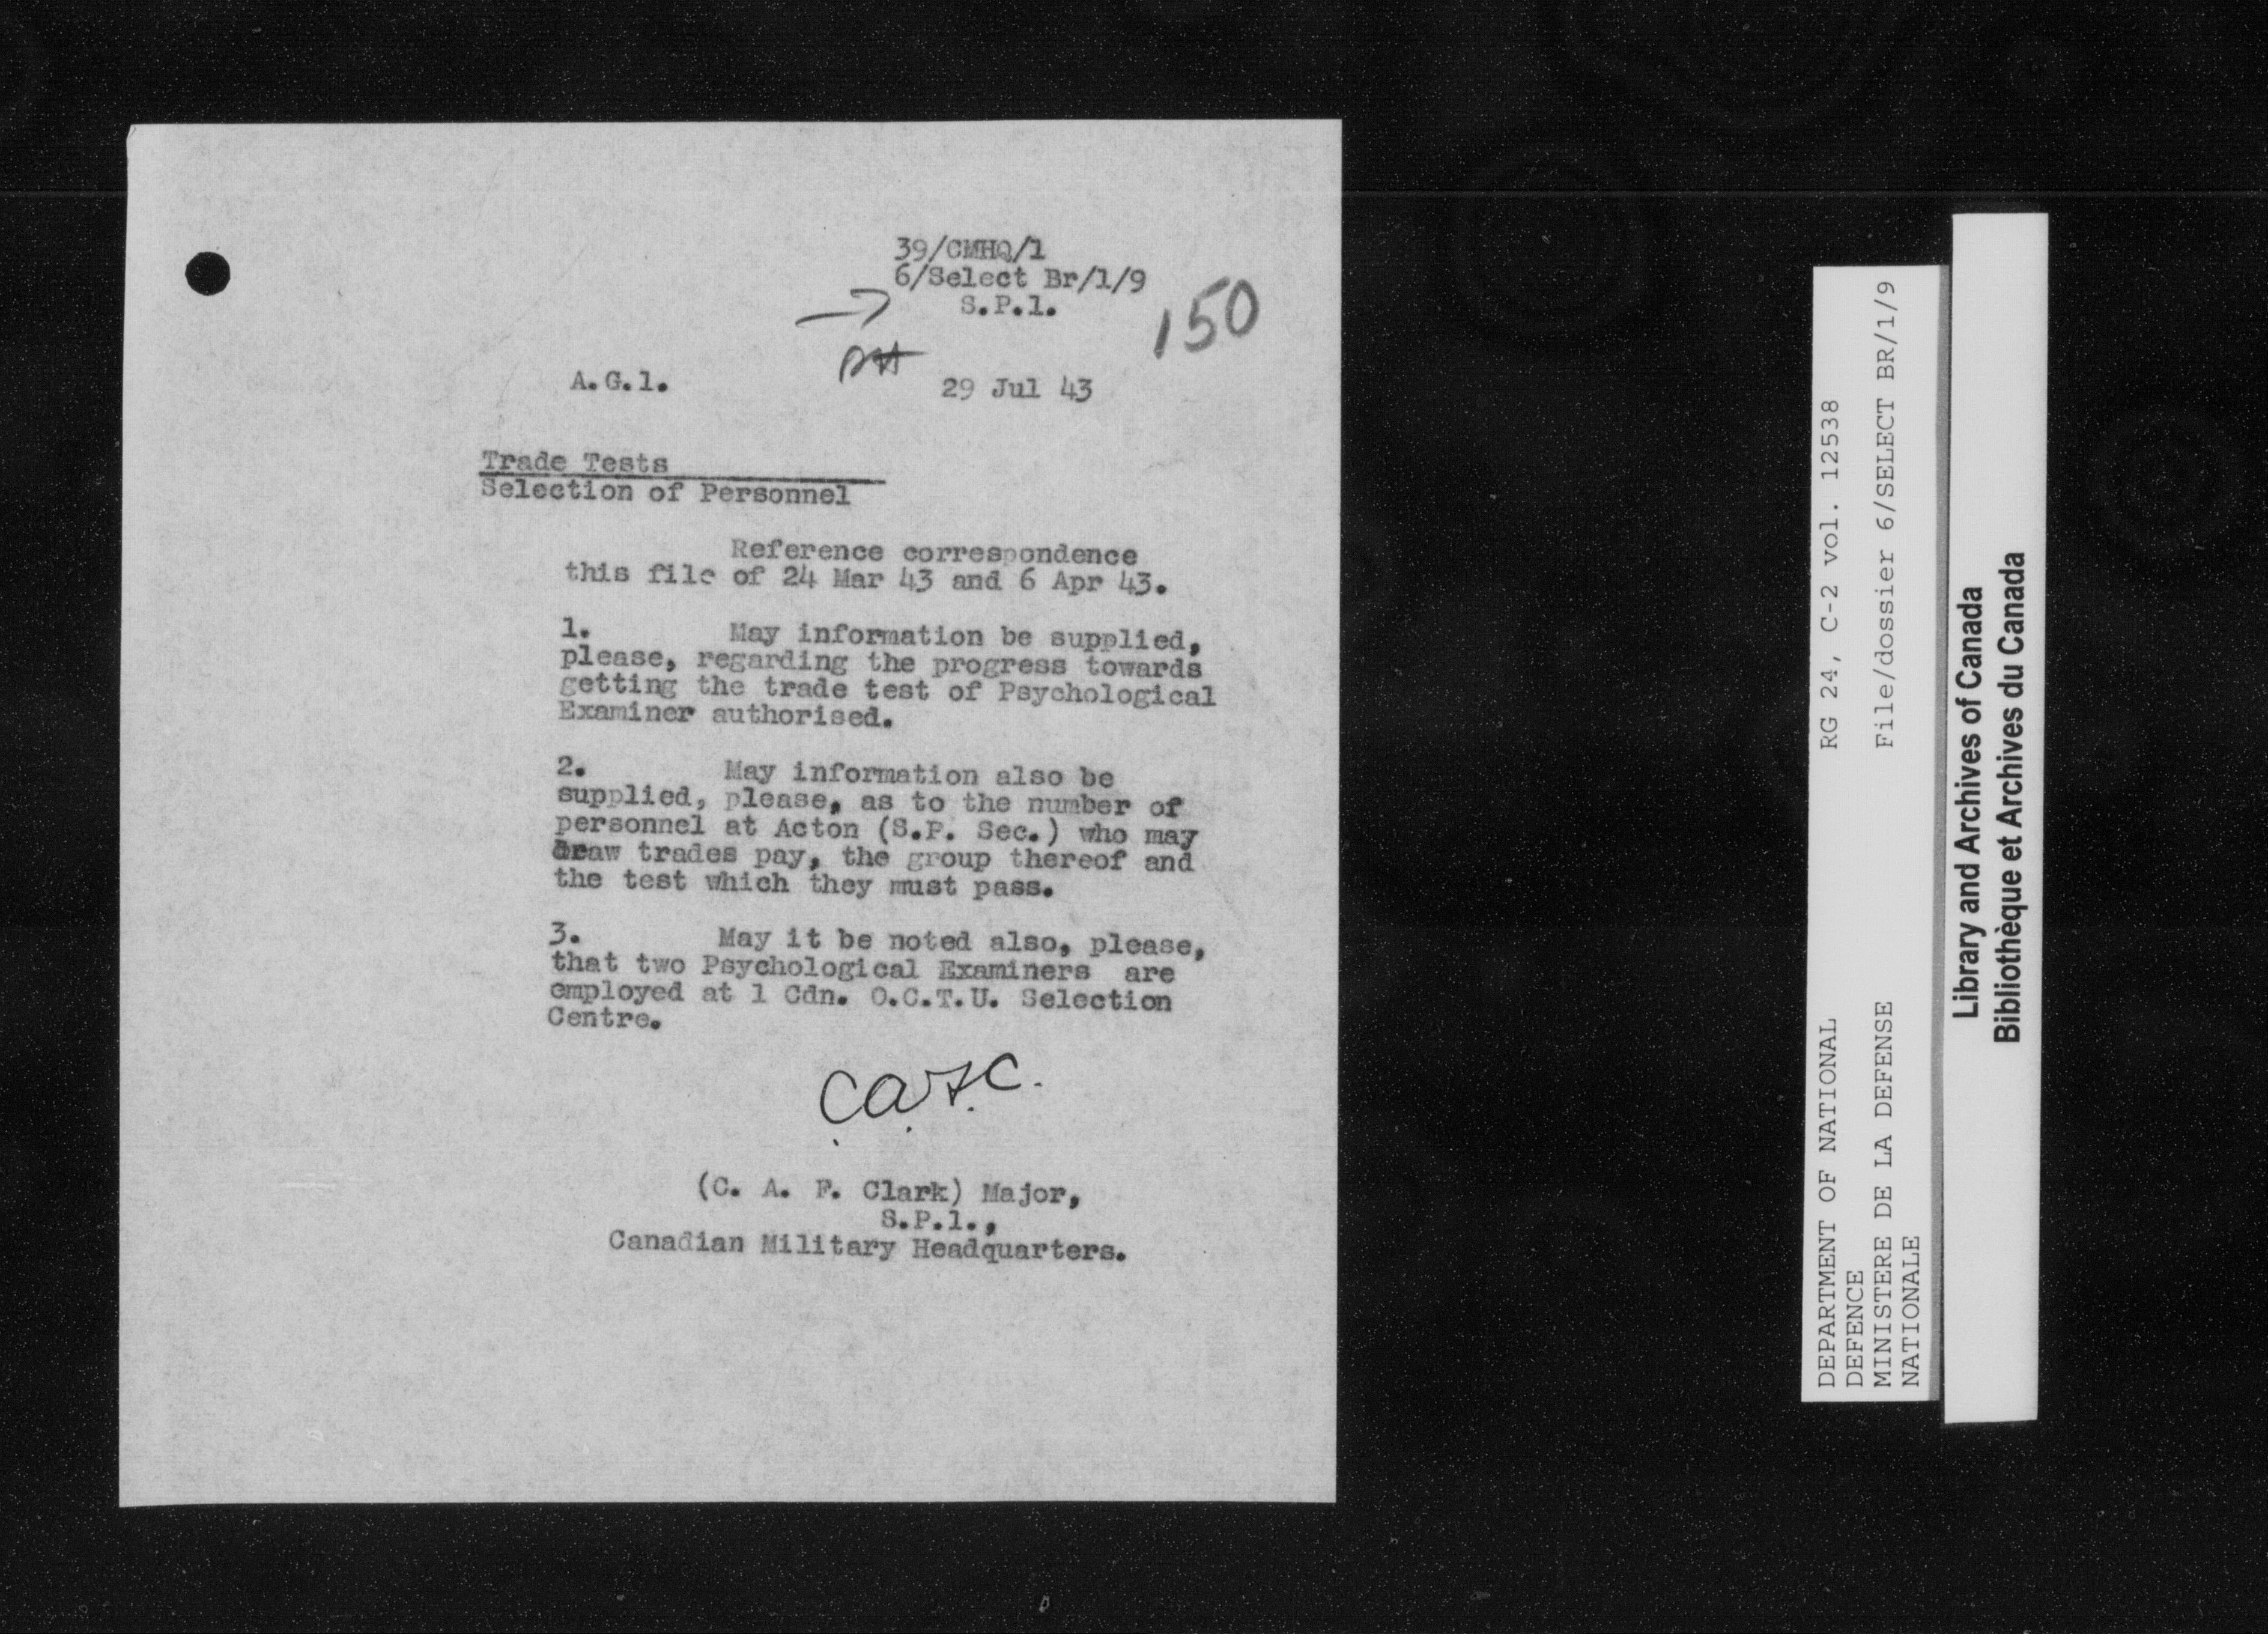 39/CMHQ/1
6/Select Br/1/9
S.P.1.
150
A.G.1.
29 Jul 43
Trade Tests
Selection of Personnel
Reference correspondence
this file of 24 Mar 43 and 6 Apr 43.
1. May information be supplied,
please, regarding the progress towards
getting the trade test of Psychological
Examiner authorised.
2. May information also be
supplied, please, as to the number of
personnel at Acton (S.P. Sec.) who may
draw trades pay, the group thereof and
the test which they must pass.
3. May it be noted also, please,
that two Psychological Examiners are
employed at 1 Cdn. O.C.T.U. Selection
Centre.
C.A.F.C.
(C. A. F. Clark) Major,
S.P.1.,
Canadian Military Headquarters.
DEPARTMENT OF NATIONAL
DEFENCE
MINISTERE DE LA DEFENSE
NATIONALE
RG 24, C-2 vol. 12538
File/dossier 6/SELECT BR/1/9
Library and Archives of Canada
Bibliothèque et Archives du Canada